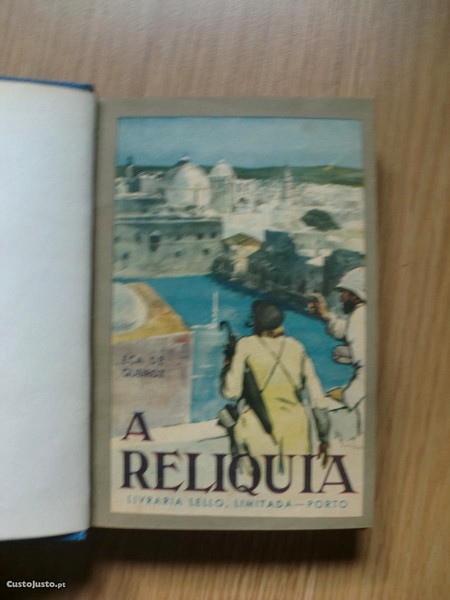 EÇA DE
QUEIROZ
A
RELIQUIA
LIVRARIA LELLO, LIMITADA—PORTO
CustoJusto.pt